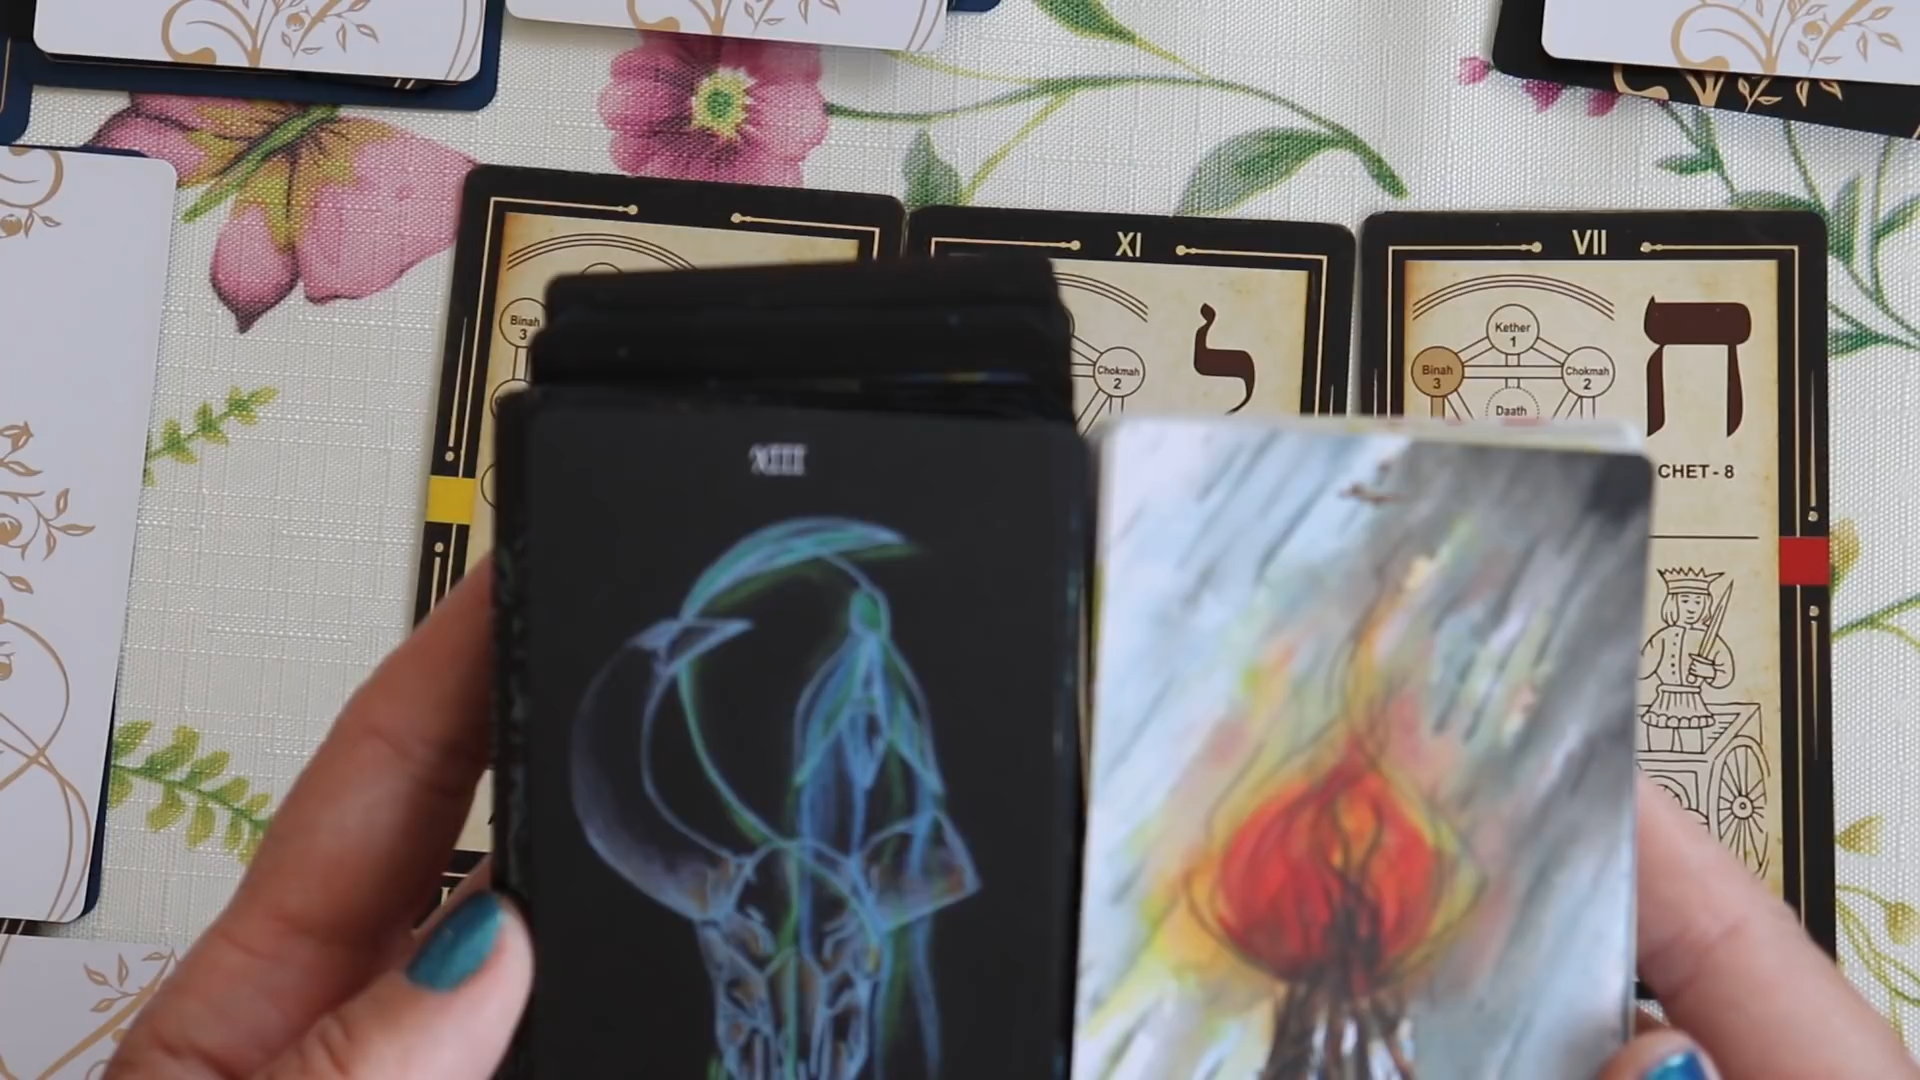 XI
VII
Binah
3
Chokmah
2
ל
Kether
1
Binah
3
Chokmah
2
Daath
ח
CHET - 8
XIII